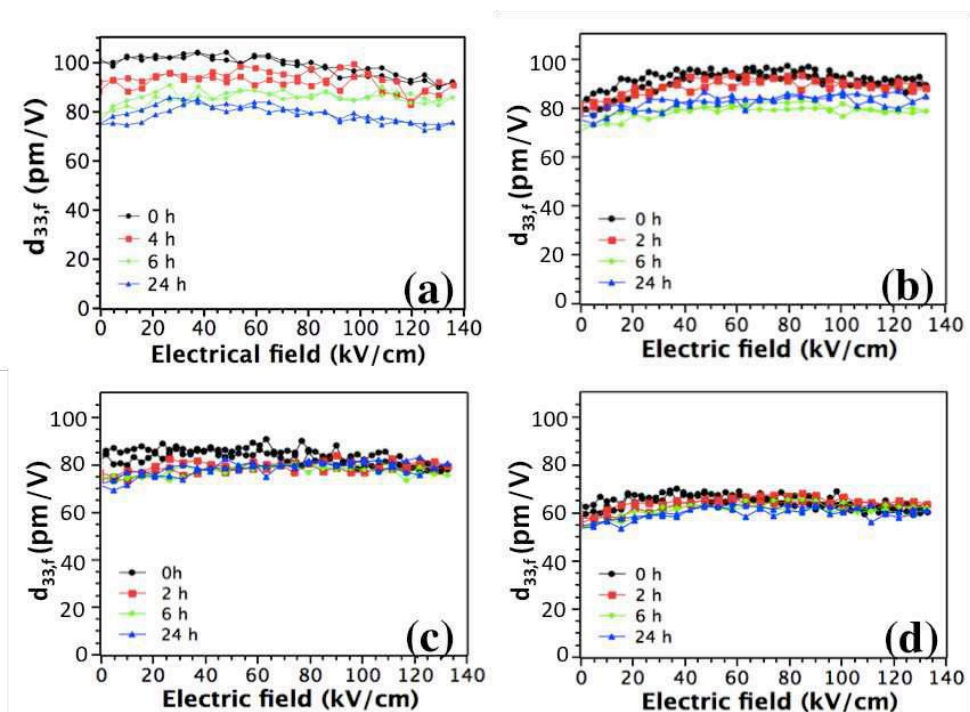 100
80
60
40
20
0
d33,f (pm/V)
0 h
4 h
6 h
24 h
(a)
0 20 40 60 80 100 120 140
Electrical field (kV/cm)
100
80
60
40
20
0
d33,f (pm/V)
0 h
2 h
6 h
24 h
(b)
0 20 40 60 80 100 120 140
Electric field (kV/cm)
100
80
60
40
20
0
d33,f (pm/V)
0h
2 h
6 h
24 h
(c)
0 20 40 60 80 100 120 140
Electric field (kV/cm)
100
80
60
40
20
0
d33,f (pm/V)
0 h
2 h
6 h
24 h
(d)
0 20 40 60 80 100 120 140
Electric field (kV/cm)